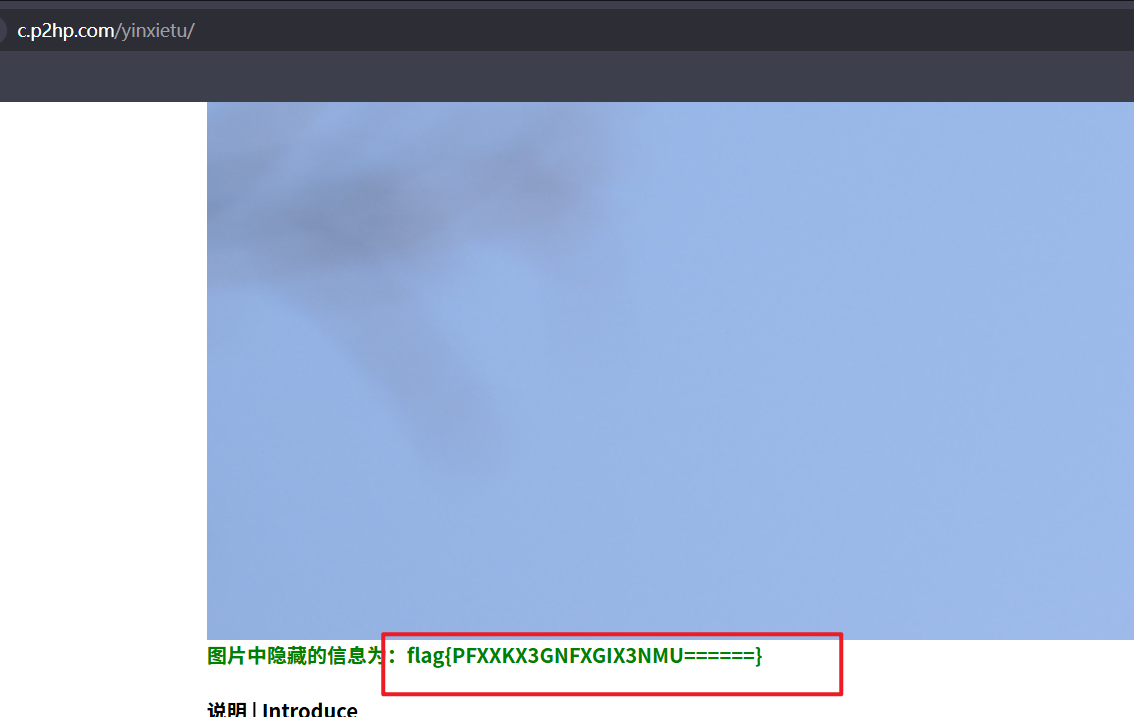 c.p2hp.com/yinxietu/
图片中隐藏的信息为：flag{PFXXKX3GNFXGIX3NMU======}
说明 | Introduce